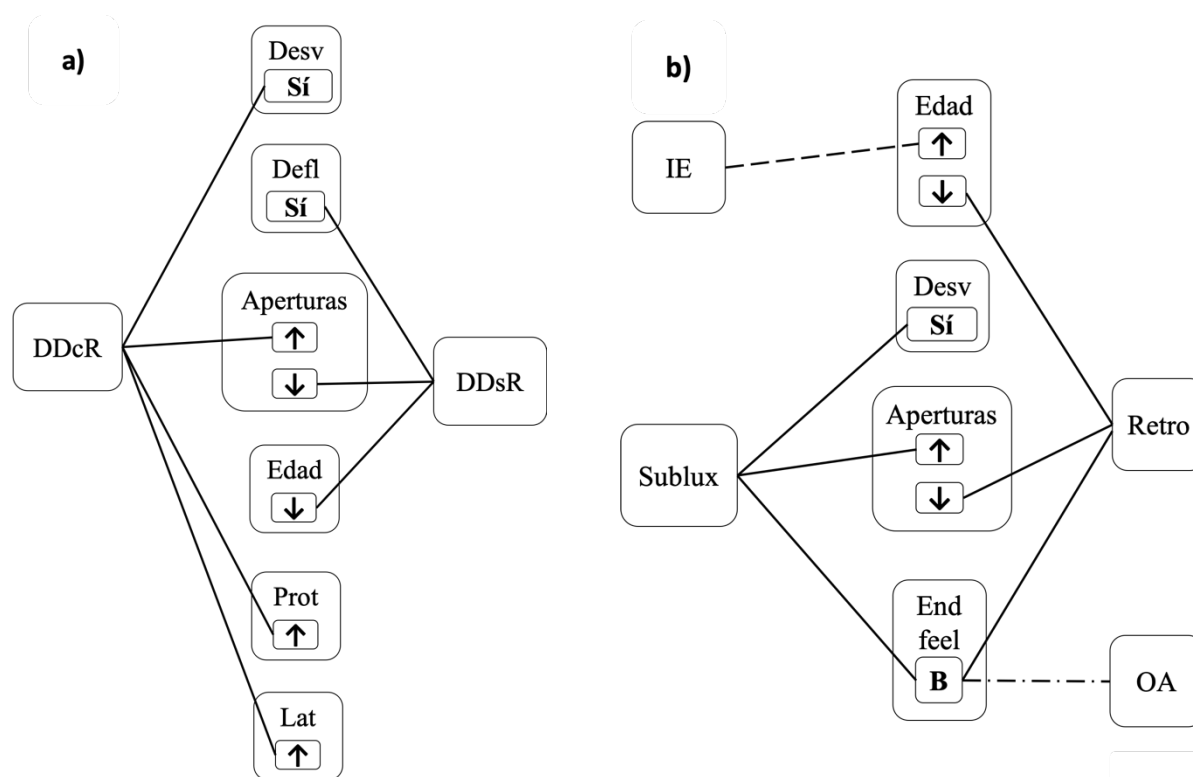 a)
Desv
Sí
Defl
Sí
Aperturas
↑
↓
DDcR
DDsR
Edad
↓
Prot
↑
Lat
↑
b)
IE
Edad
↑
↓
Desv
Sí
Aperturas
↑
↓
Sublux
Retro
End
feel
B
OA